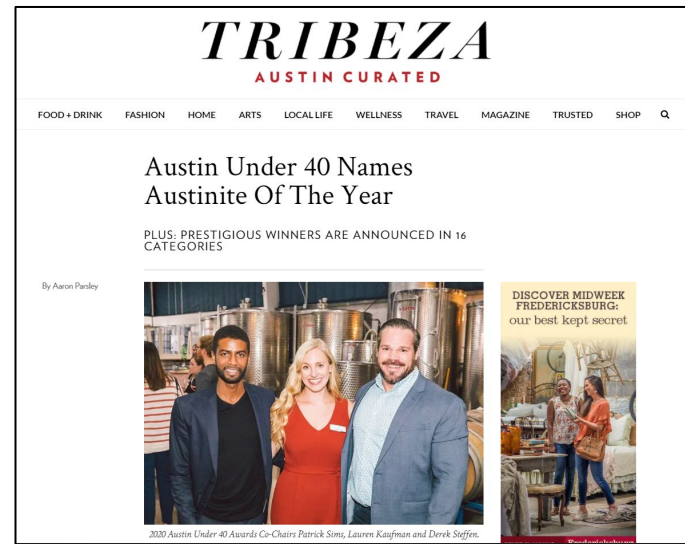 TRIBEZA
AUSTIN CURATED
FOOD + DRINK FASHION HOME ARTS LOCAL LIFE WELLNESS TRAVEL MAGAZINE TRUSTED SHOP
Austin Under 40 Names
Austinite Of The Year
PLUS: PRESTIGIOUS WINNERS ARE ANNOUNCED IN 16
CATEGORIES
By Aaron Parsley
DISCOVER MIDWEEK
FREDERICKSBURG:
our best kept secret
Fredericksburg
2020 Austin Under 40 Awards Co-Chairs Patrick Sims, Lauren Kaufman and Derek Steffen.